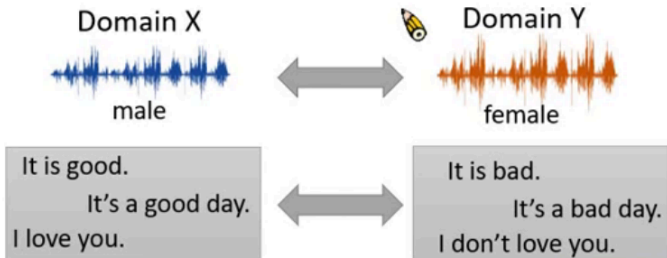 Domain X
Domain Y
male
female
It is good.
It's a good day.
I love you.
It is bad.
It's a bad day.
I don't love you.